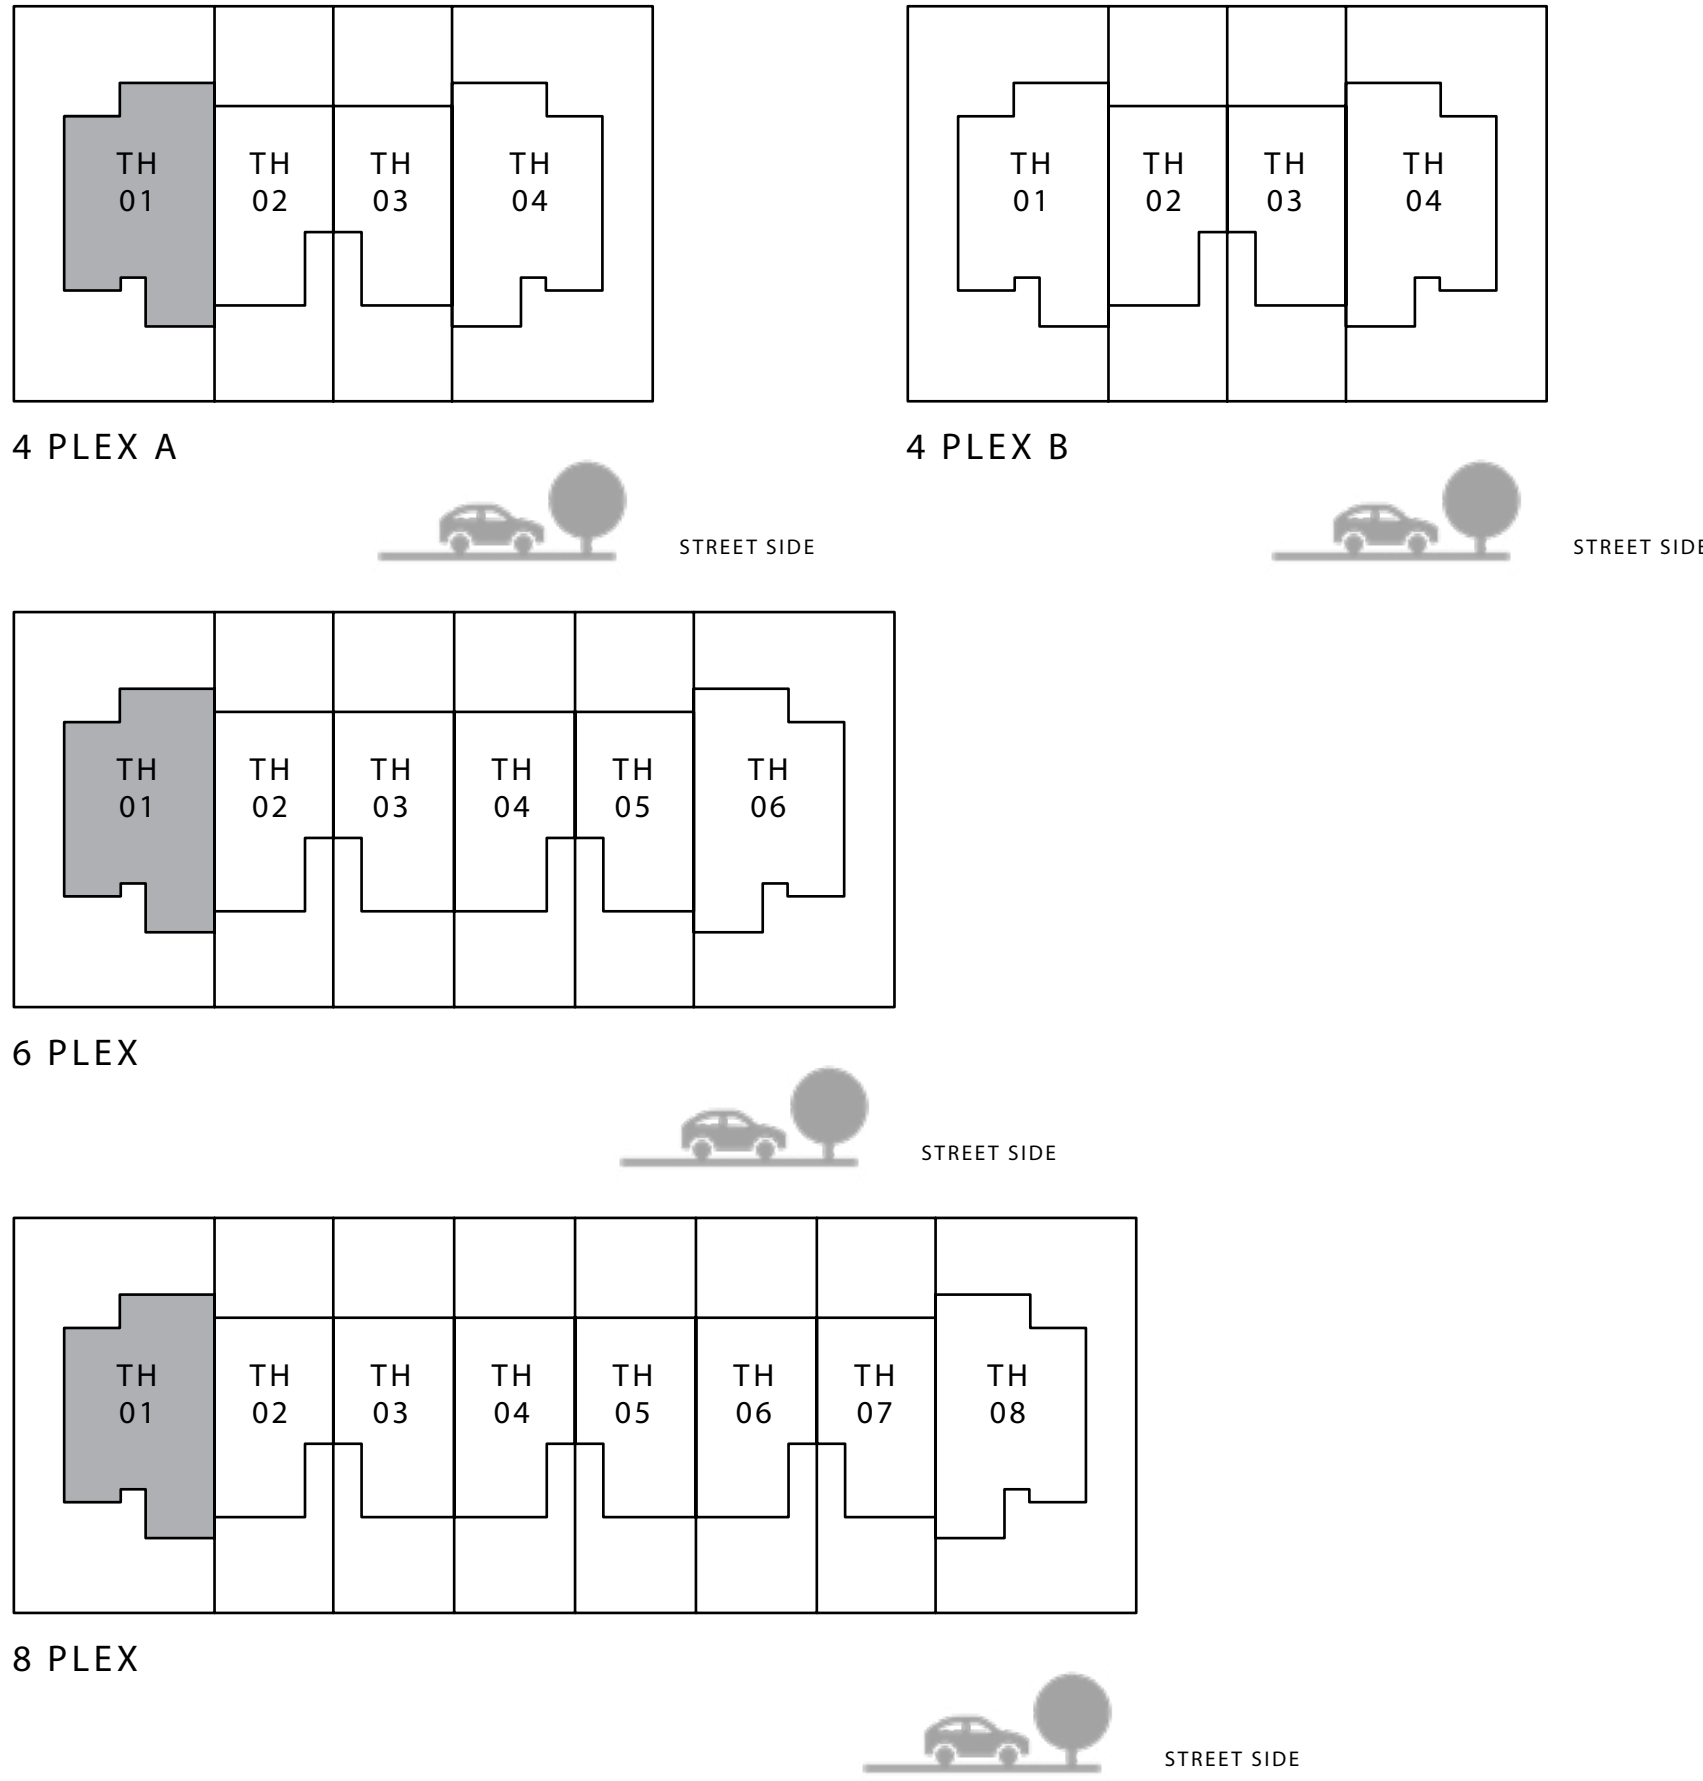 TH TH TH TH
01 02 03 04
4 PLEX A
STREET SIDE
TH TH TH TH
01 02 03 04
4 PLEX B
STREET SIDE
TH TH TH TH TH TH
01 02 03 04 05 06
6 PLEX
STREET SIDE
TH TH TH TH TH TH TH TH
01 02 03 04 05 06 07 08
8 PLEX
STREET SIDE